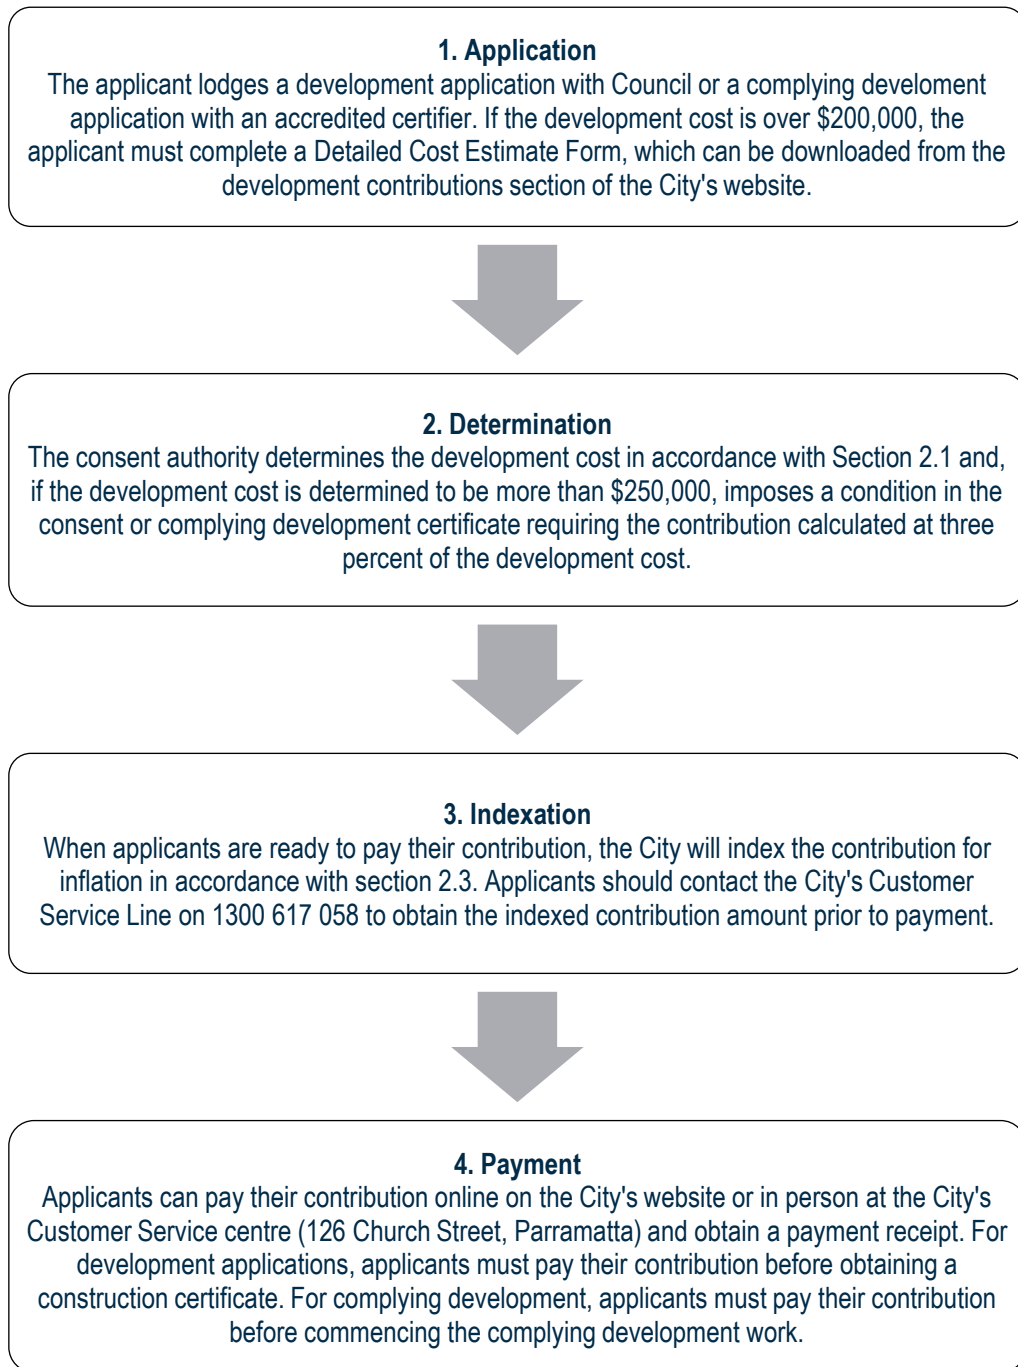 1. Application
The applicant lodges a development application with Council or a complying develoment
application with an accredited certifier. If the development cost is over $200,000, the
applicant must complete a Detailed Cost Estimate Form, which can be downloaded from the
development contributions section of the City's website.
2. Determination
The consent authority determines the development cost in accordance with Section 2.1 and,
if the development cost is determined to be more than $250,000, imposes a condition in the
consent or complying development certificate requiring the contribution calculated at three
percent of the development cost.
3. Indexation
When applicants are ready to pay their contribution, the City will index the contribution for
inflation in accordance with section 2.3. Applicants should contact the City's Customer
Service Line on 1300 617 058 to obtain the indexed contribution amount prior to payment.
4. Payment
Applicants can pay their contribution online on the City's website or in person at the City's
Customer Service centre (126 Church Street, Parramatta) and obtain a payment receipt. For
development applications, applicants must pay their contribution before obtaining a
construction certificate. For complying development, applicants must pay their contribution
before commencing the complying development work.